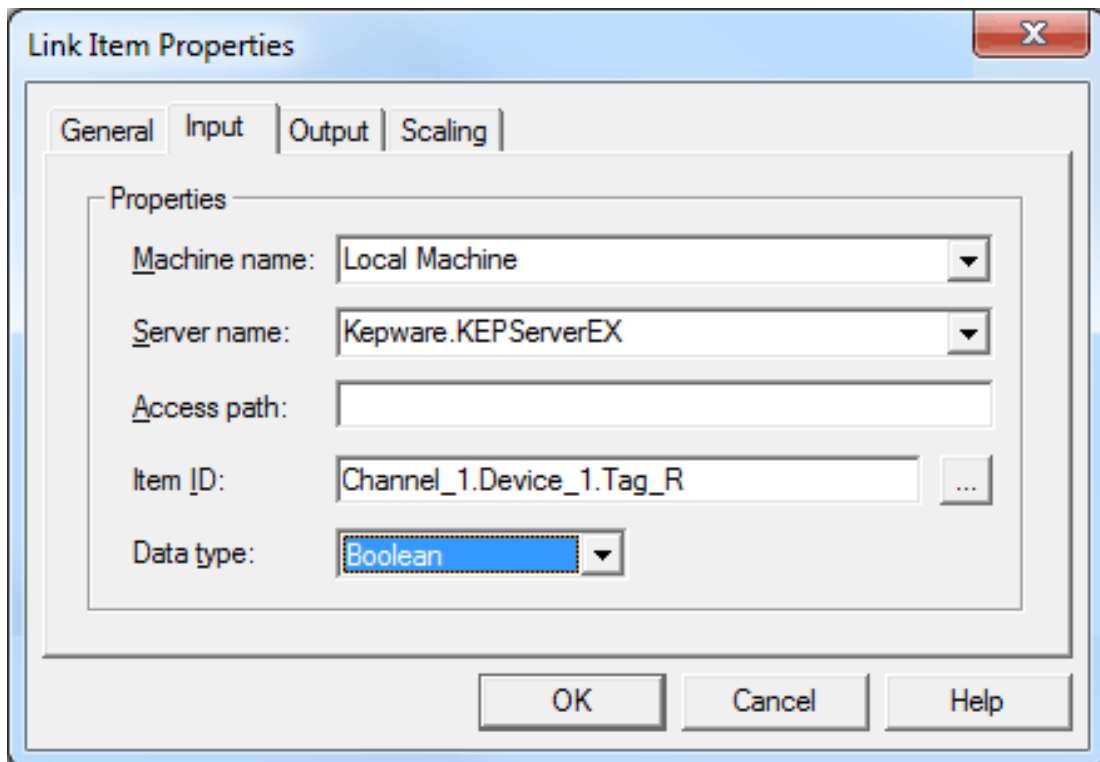 Link Item Properties
X
General Input Output Scaling
Properties
Machine name: Local Machine
Server name: Kepware.KEPServerEX
Access path:
Item ID: Channel_1.Device_1.Tag_R ...
Data type: Boolean
OK Cancel Help